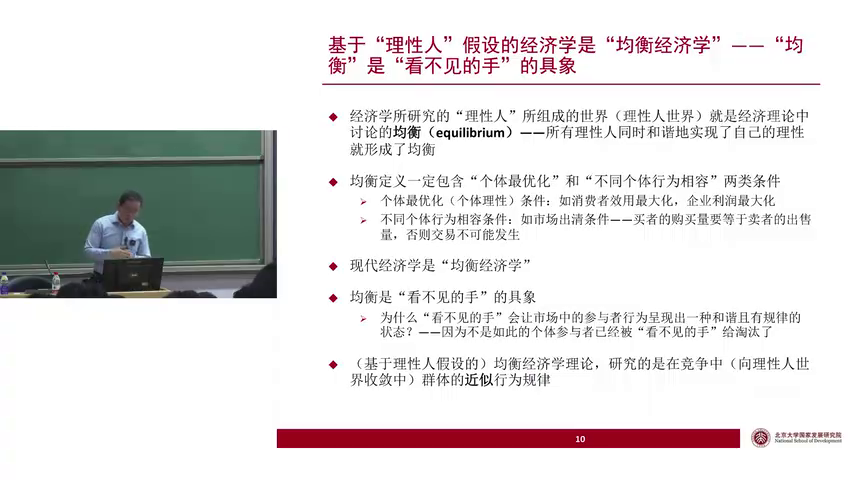 基于“理性人”假设的经济学是“均衡经济学”——“均
衡”是“看不见的手”的具象
经济学所研究的“理性人”所组成的世界（理性人世界）就是经济理论中
讨论的均衡（equilibrium）——所有理性人同时和谐地实现了自己的理性
就形成了均衡
均衡定义一定包含“个体最优化”和“不同个体行为相容”两类条件
个体最优化（个体理性）条件：如消费者效用最大化，企业利润最大化
不同个体行为相容条件：如市场出清条件——买者的购买量要等于卖者的出售
量，否则交易不可能发生
现代经济学是“均衡经济学”
均衡是“看不见的手”的具象
为什么“看不见的手”会让市场中的参与者行为呈现出一种和谐且有规律的
状态？——因为不是如此的个体参与者已经被“看不见的手”给淘汰了
（基于理性人假设的）均衡经济学理论，研究的是在竞争中（向理性人世
界收敛中）群体的近似行为规律
10
北京大学国家发展研究院
National School of Development